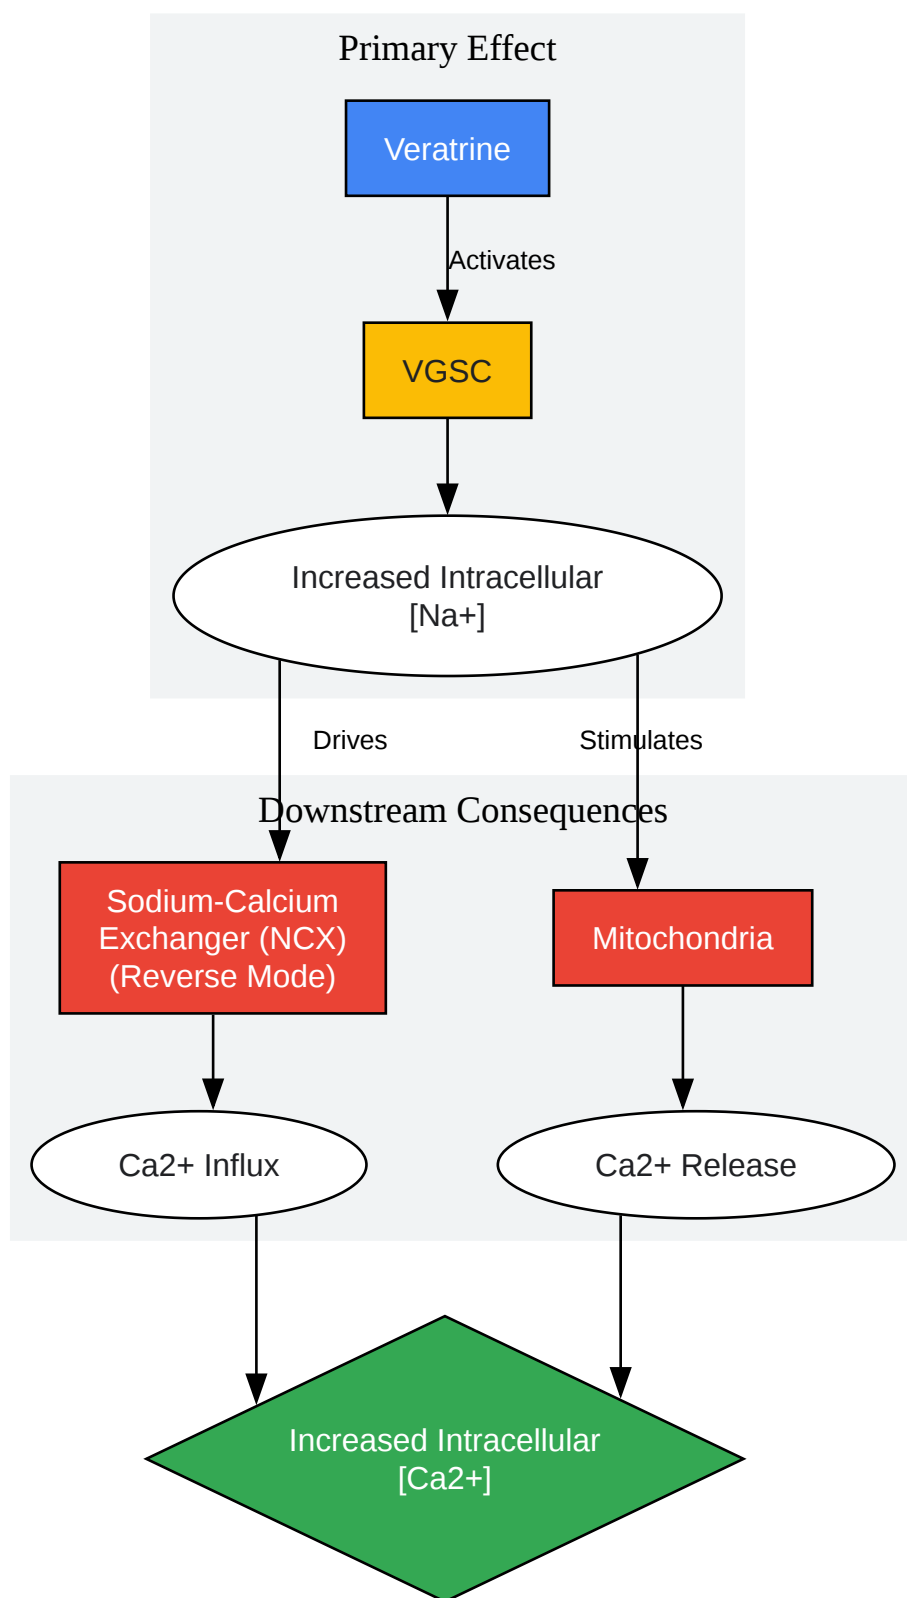 Primary Effect
Veratrine
Activates
VGSC
Increased Intracellular
[Na+]
Drives
Stimulates
Downstream Consequences
Sodium-Calcium
Exchanger (NCX)
(Reverse Mode)
Mitochondria
Ca2+ Influx
Ca2+ Release
Increased Intracellular
[Ca2+]